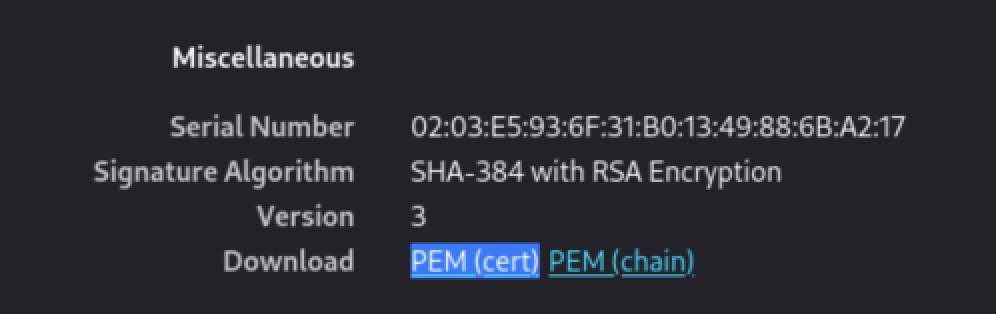 Miscellaneous
Serial Number 02:03:E5:93:6F:31:B0:13:49:88:6B:A2:17
Signature Algorithm SHA-384 with RSA Encryption
Version 3
Download PEM (cert) PEM (chain)